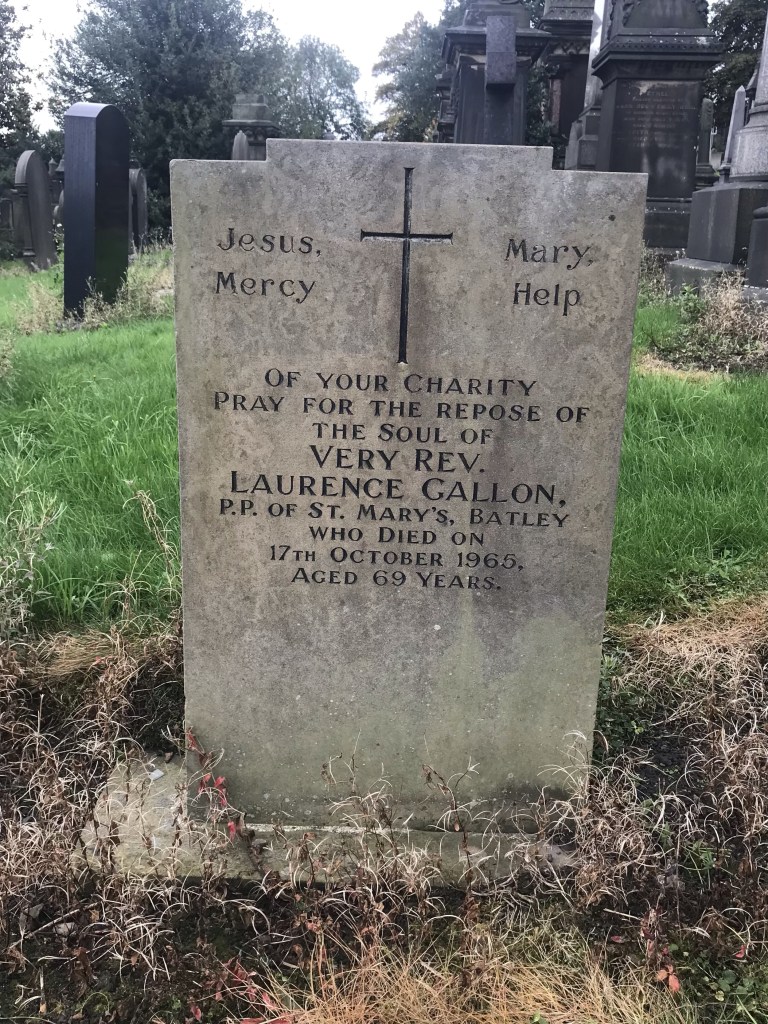 Jesus, Mary,
Mercy Help
Of your Charity
Pray for the repose of
the Soul of
Very Rev.
Laurence Gallon,
P.P. of St. Mary's, Batley
who Died on
17th October 1965,
Aged 69 Years.